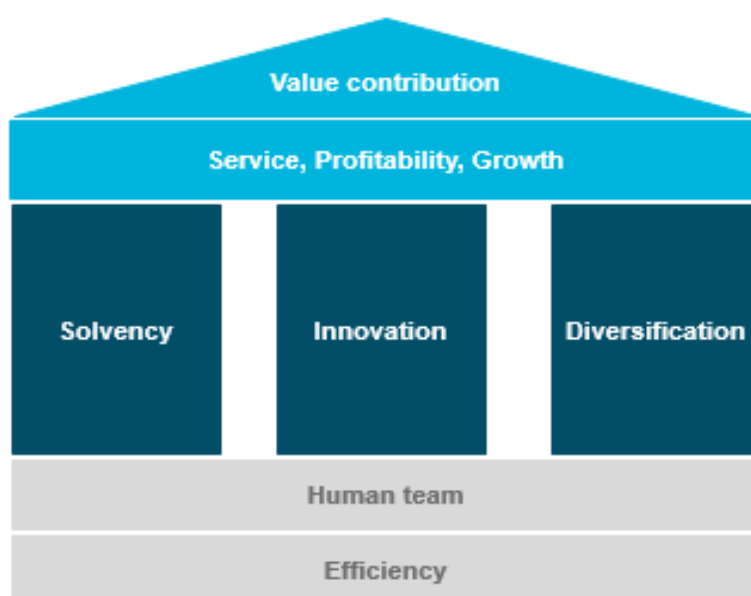 Value contribution
Service, Profitability, Growth
Solvency
Innovation
Diversification
Human team
Efficiency